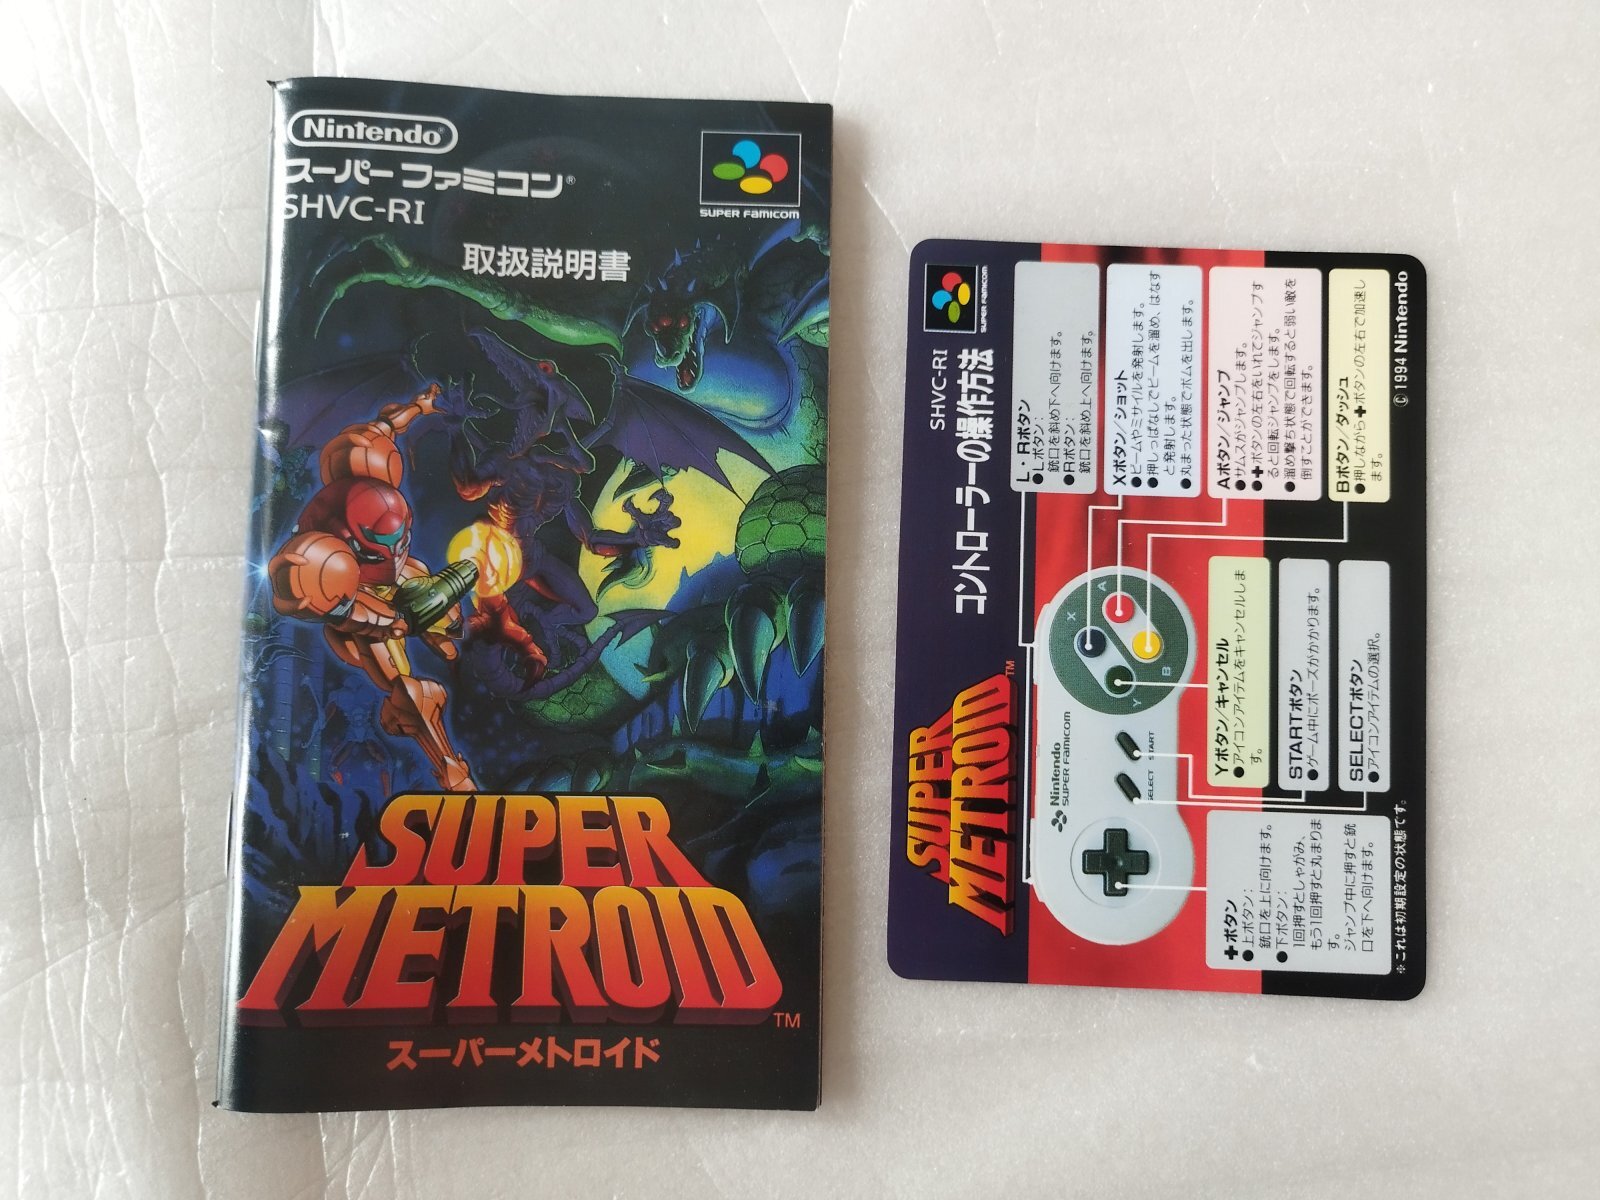 Nintendo®
スーパーファミコン®
SHVC-RI
SUPER FAMICOM
取扱説明書
SUPER
METROID
TM
スーパーメトロイド
SUPER
METROID
TM
SHVC-RI
コントローラーの操作方法
SUPER FAMICOM
L・Rボタン
●Lボタン：
銃口を斜め下へ向けます。
●Rボタン：
銃口を斜め上へ向けます。
Xボタン／ショット
●ビームやミサイルを発射します。
●押しっぱなしでビームを溜め、はなす
と発射します。
●丸まった状態でボムを出します。
Aボタン／ジャンプ
●サムスがジャンプします。
●✚ボタンの左右をいれてジャンプす
ると回転ジャンプをします。
●溜め撃ち状態で回転すると弱い敵を
倒すことができます。
Bボタン／ダッシュ
●押しながら✚ボタンの左右で加速し
ます。
Yボタン／キャンセル
●アイコンアイテムをキャンセルしま
す。
STARTボタン
●ゲーム中にポーズがかかります。
SELECTボタン
●アイコンアイテムの選択。
✚ボタン
●上ボタン：
銃口を上に向けます。
●下ボタン：
1回押すとしゃがみ、
もう1回押すと丸まりま
す。
ジャンプ中に押すと銃
口を下へ向けます。
Nintendo
SUPER FAMICOM
SELECT
START
X
A
Y
B
※これは初期設定の状態です。
© 1994 Nintendo